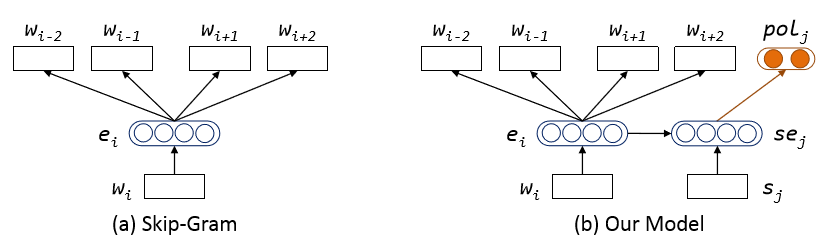 w_{i-2} w_{i-1} w_{i+1} w_{i+2}
e_i
w_i
(a) Skip-Gram
w_{i-2} w_{i-1} w_{i+1} w_{i+2} pol_j
e_i se_j
w_i s_j
(b) Our Model